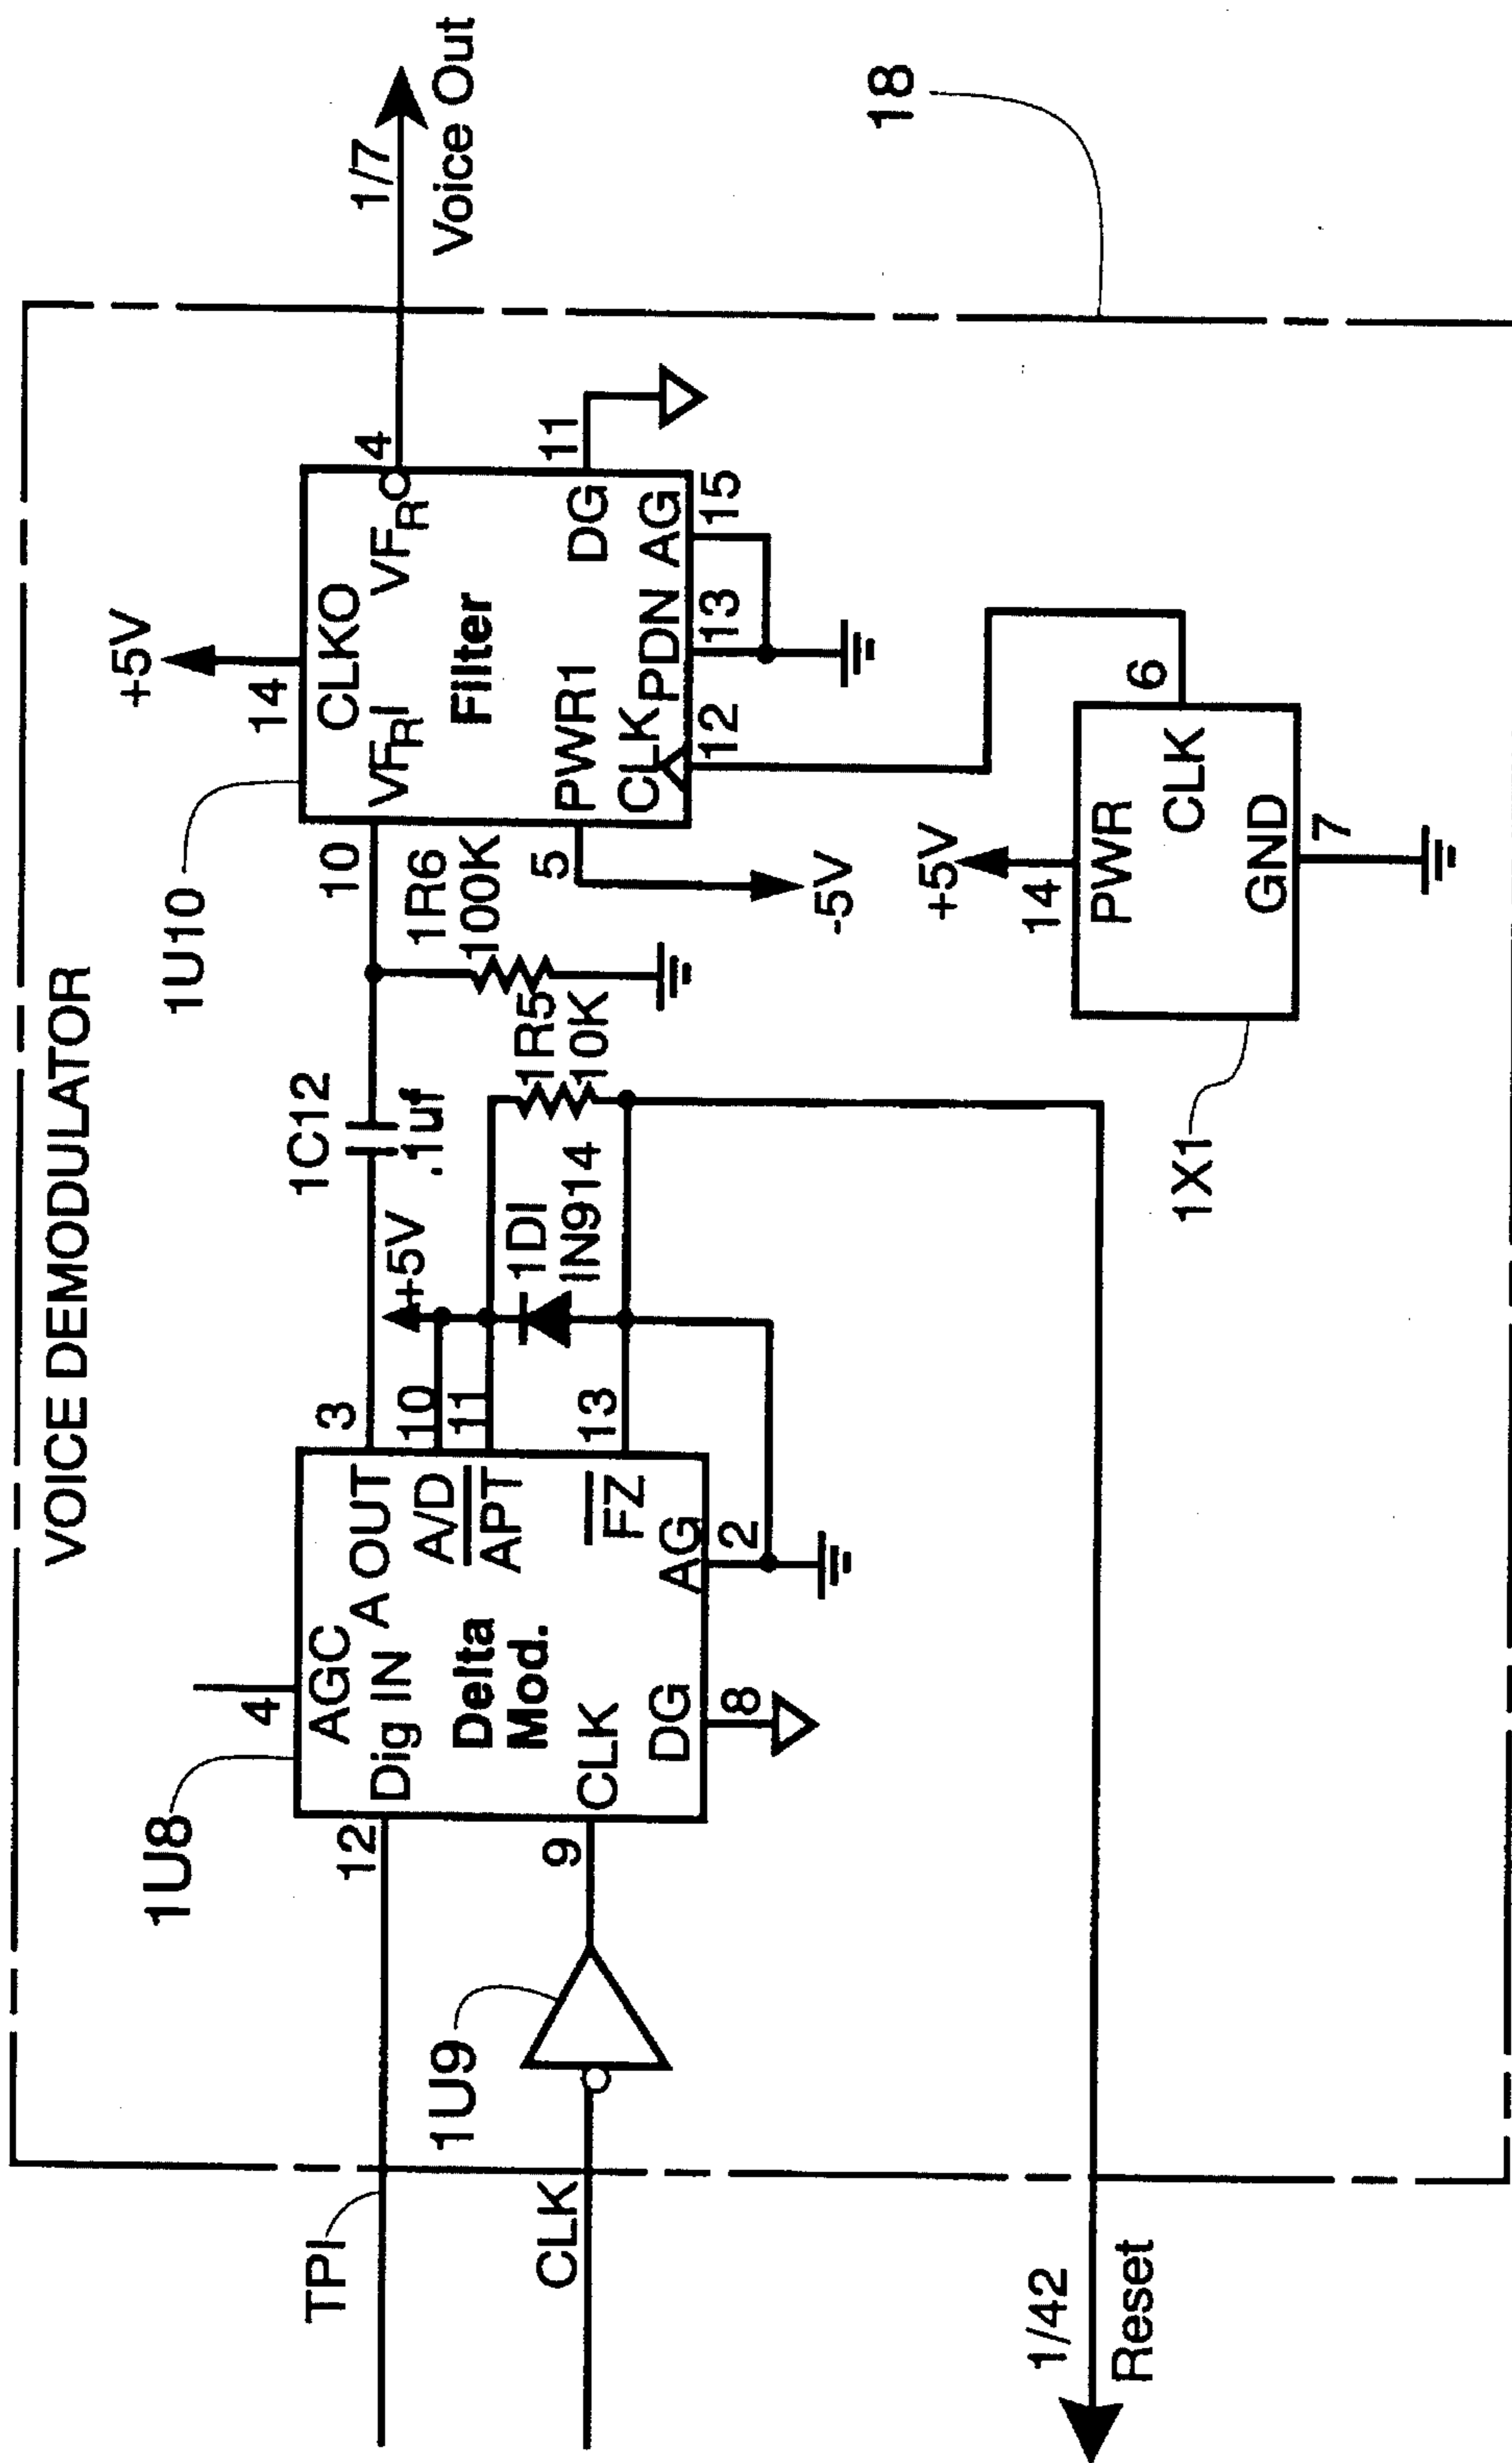 VOICE DEMODULATOR
TPI
CLK
1/42
Reset
1U9
1U8
12
9
4
AGC
Dig IN
A OUT
Delta
Mod.
A/D
APT
CLK
FZ
DG
AG
8
2
3
10
11
13
+5V
1C12
.1uf
1DI
IN914
1R5
10K
1R6
100K
1U10
10
5
-5V
14
+5V
CLKO
VFRI
VFR
Filter
PWR1
DG
CLK
PDN
AG
12
13
15
11
4
1/7
Voice Out
18
1X1
+5V
14
PWR
CLK
GND
6
7